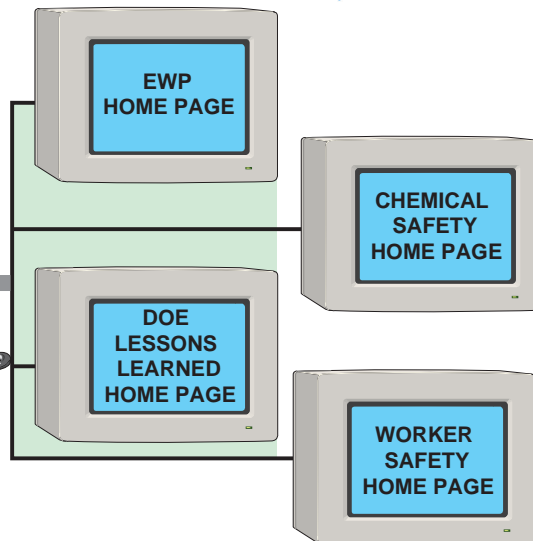 EWP
HOME PAGE
CHEMICAL
SAFETY
HOME PAGE
DOE
LESSONS
LEARNED
HOME PAGE
WORKER
SAFETY
HOME PAGE